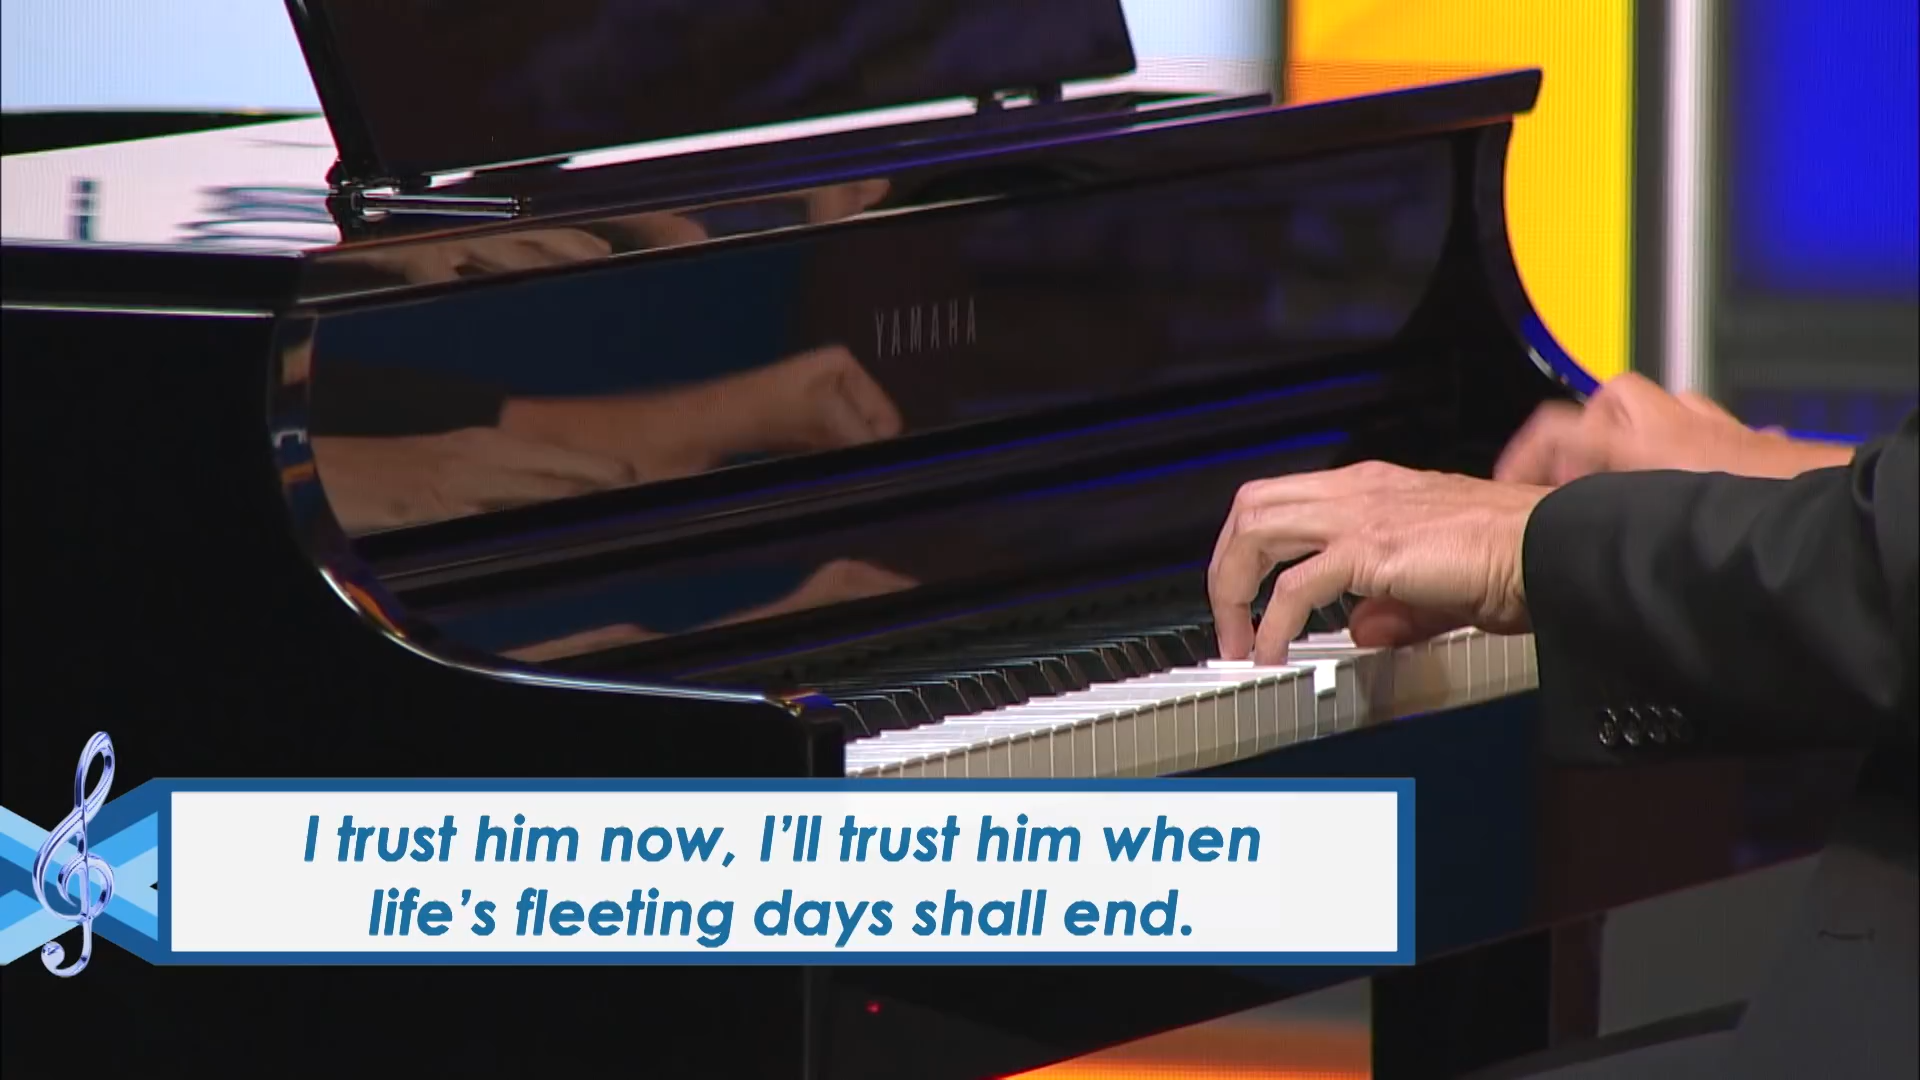 YAMAHA
I trust him now, I’ll trust him when
life’s fleeting days shall end.